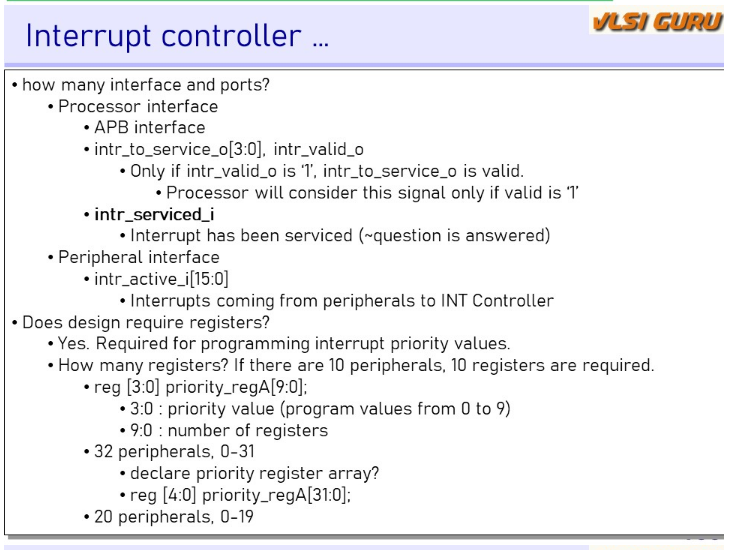 Interrupt controller ...
VLSI GURU
• how many interface and ports?
• Processor interface
• APB interface
• intr_to_service_o[3:0], intr_valid_o
• Only if intr_valid_o is ‘1’, intr_to_service_o is valid.
• Processor will consider this signal only if valid is ‘1’
• intr_serviced_i
• Interrupt has been serviced (~question is answered)
• Peripheral interface
• intr_active_i[15:0]
• Interrupts coming from peripherals to INT Controller
• Does design require registers?
• Yes. Required for programming interrupt priority values.
• How many registers? If there are 10 peripherals, 10 registers are required.
• reg [3:0] priority_regA[9:0];
• 3:0 : priority value (program values from 0 to 9)
• 9:0 : number of registers
• 32 peripherals, 0-31
• declare priority register array?
• reg [4:0] priority_regA[31:0];
• 20 peripherals, 0-19